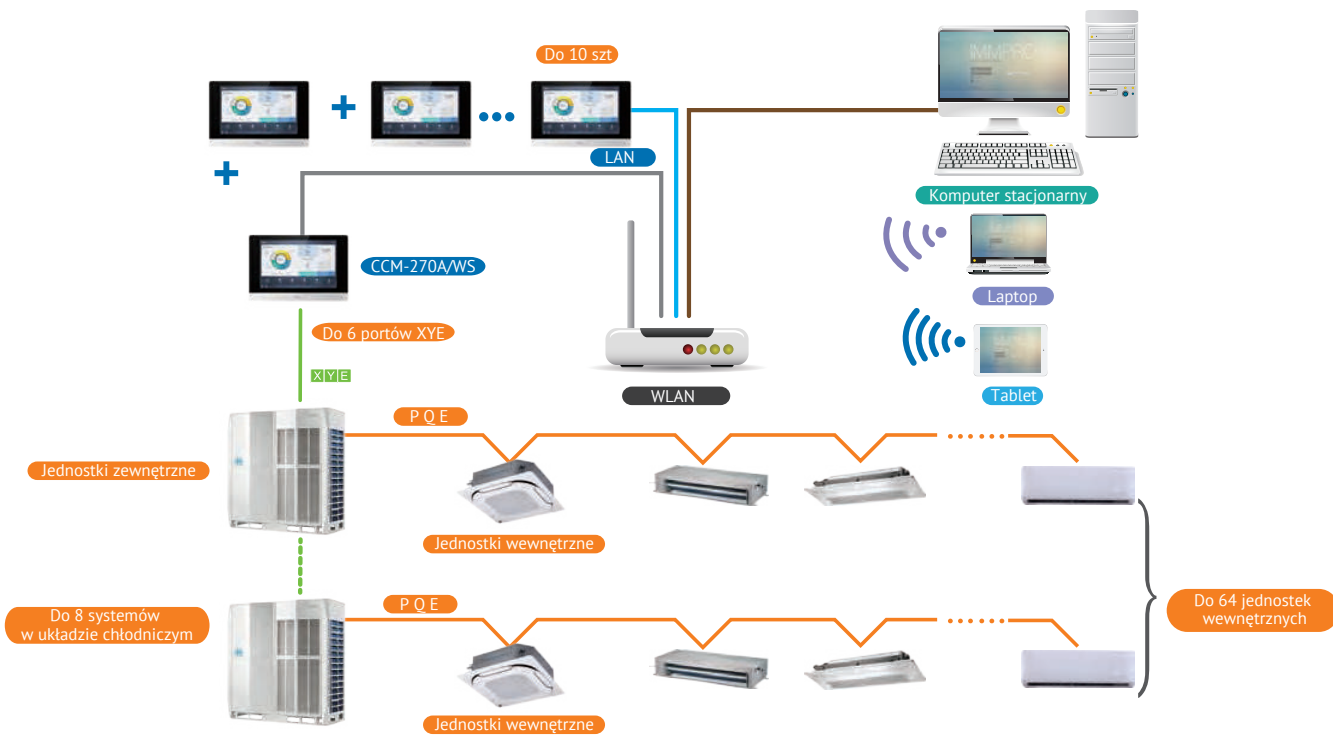 Do 10 szt
IMMPRO
LAN
Komputer stacjonarny
CCM-270A/WS
Laptop
Do 6 portów XYE
X Y E
WLAN
Tablet
P Q E
Jednostki zewnętrzne
Jednostki wewnętrzne
Do 8 systemów
w układzie chłodniczym
P Q E
Do 64 jednostek
wewnętrznych
Jednostki wewnętrzne